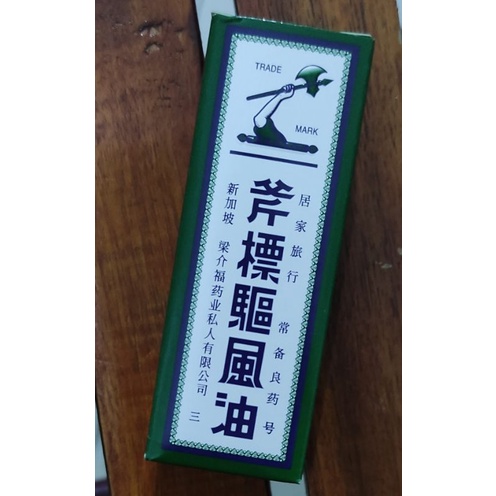 TRADE
MARK
居家旅行 常备良药
斧標驅風油
新加坡 梁介福药业私人有限公司
三号